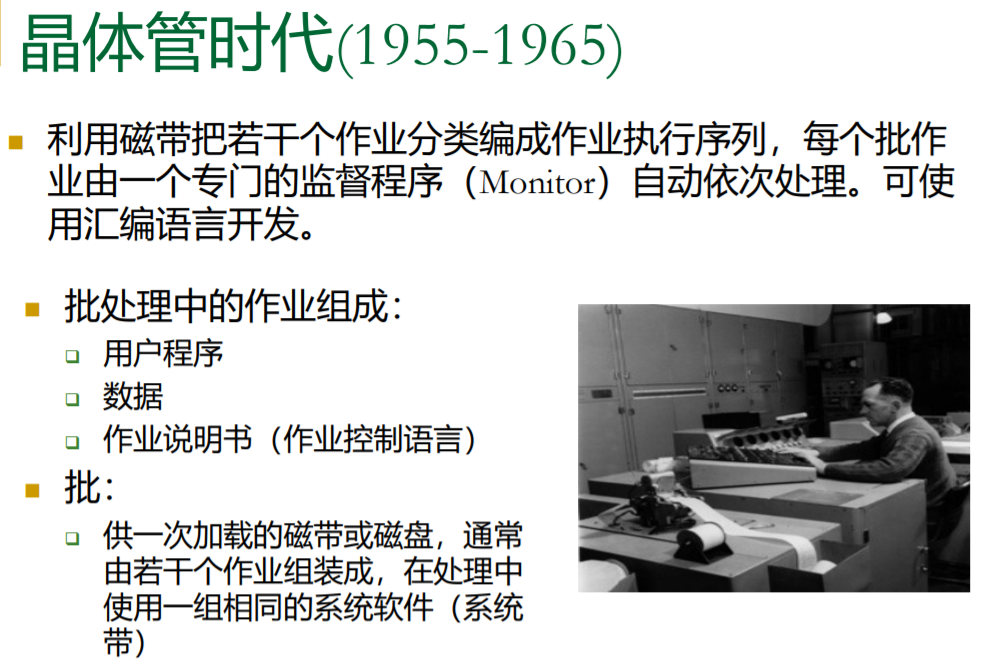 晶体管时代(1955-1965)
利用磁带把若干个作业分类编成作业执行序列，每个批作
业由一个专门的监督程序（Monitor）自动依次处理。可使
用汇编语言开发。
批处理中的作业组成：
用户程序
数据
作业说明书（作业控制语言）
批：
供一次加载的磁带或磁盘，通常
由若干个作业组装成，在处理中
使用一组相同的系统软件（系统
带）